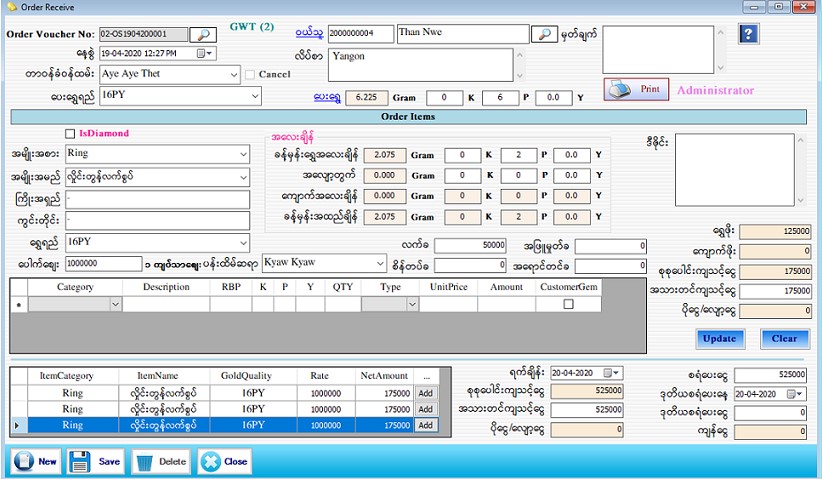 Order Receive
Order Voucher No: 02-OS1904200001 GWT (2) ဝယ်သူ 2000000004 Than Nwe မှတ်ချက် ?
နေ့စွဲ 19-04-2020 12:27 PM လိပ်စာ Yangon
တာဝန်ခံဝန်ထမ်း Aye Aye Thet Cancel
ပေးရွှေရည် 16PY ပေးရွှေ 6.225 Gram 0 K 6 P 0.0 Y Print Administrator
Order Items
IsDiamond
အမျိုးအစား Ring
အမျိုးအမည် လှိုင်းတွန့်လက်စွပ်
ကြိုးအရှည် -
ကွင်းတိုင်း -
ရွှေရည် 16PY
ပေါက်ဈေး 1000000 ၁ ကျပ်သာဈေး ပန်းထိမ်ဆရာ Kyaw Kyaw
အလေးချိန်
ခန့်မှန်းရွှေအလေးချိန် 2.075 Gram 0 K 2 P 0.0 Y
အလျော့တွက် 0.000 Gram 0 K 0 P 0.0 Y
ကျောက်အလေးချိန် 0.000 Gram 0 K 0 P 0.0 Y
ခန့်မှန်းအထည်ချိန် 2.075 Gram 0 K 2 P 0.0 Y
လက်ခ 50000 အဖြူမှုတ်ခ 0
စိန်တပ်ခ 0 အရောင်တင်ခ 0
ဒီဇိုင်း
ရွှေဖိုး 125000
ကျောက်ဖိုး 0
စုစုပေါင်းကျသင့်ငွေ 175000
အသားတင်ကျသင့်ငွေ 175000
ပိုငွေ/လျော့ငွေ 0
Update Clear
Category Description RBP K P Y QTY Type UnitPrice Amount CustomerGem
ItemCategory ItemName GoldQuality Rate NetAmount ...
Ring လှိုင်းတွန့်လက်စွပ် 16PY 1000000 175000 Add
Ring လှိုင်းတွန့်လက်စွပ် 16PY 1000000 175000 Add
Ring လှိုင်းတွန့်လက်စွပ် 16PY 1000000 175000 Add
ရက်ချိန်း 20-04-2020
စုစုပေါင်းကျသင့်ငွေ 525000
အသားတင်ကျသင့်ငွေ 525000
ပိုငွေ/လျော့ငွေ 0
စရံပေးငွေ 525000
ဒုတိယစရံပေးနေ့ 20-04-2020
ဒုတိယစရံပေးငွေ 0
ကျန်ငွေ 0
New Save Delete Close